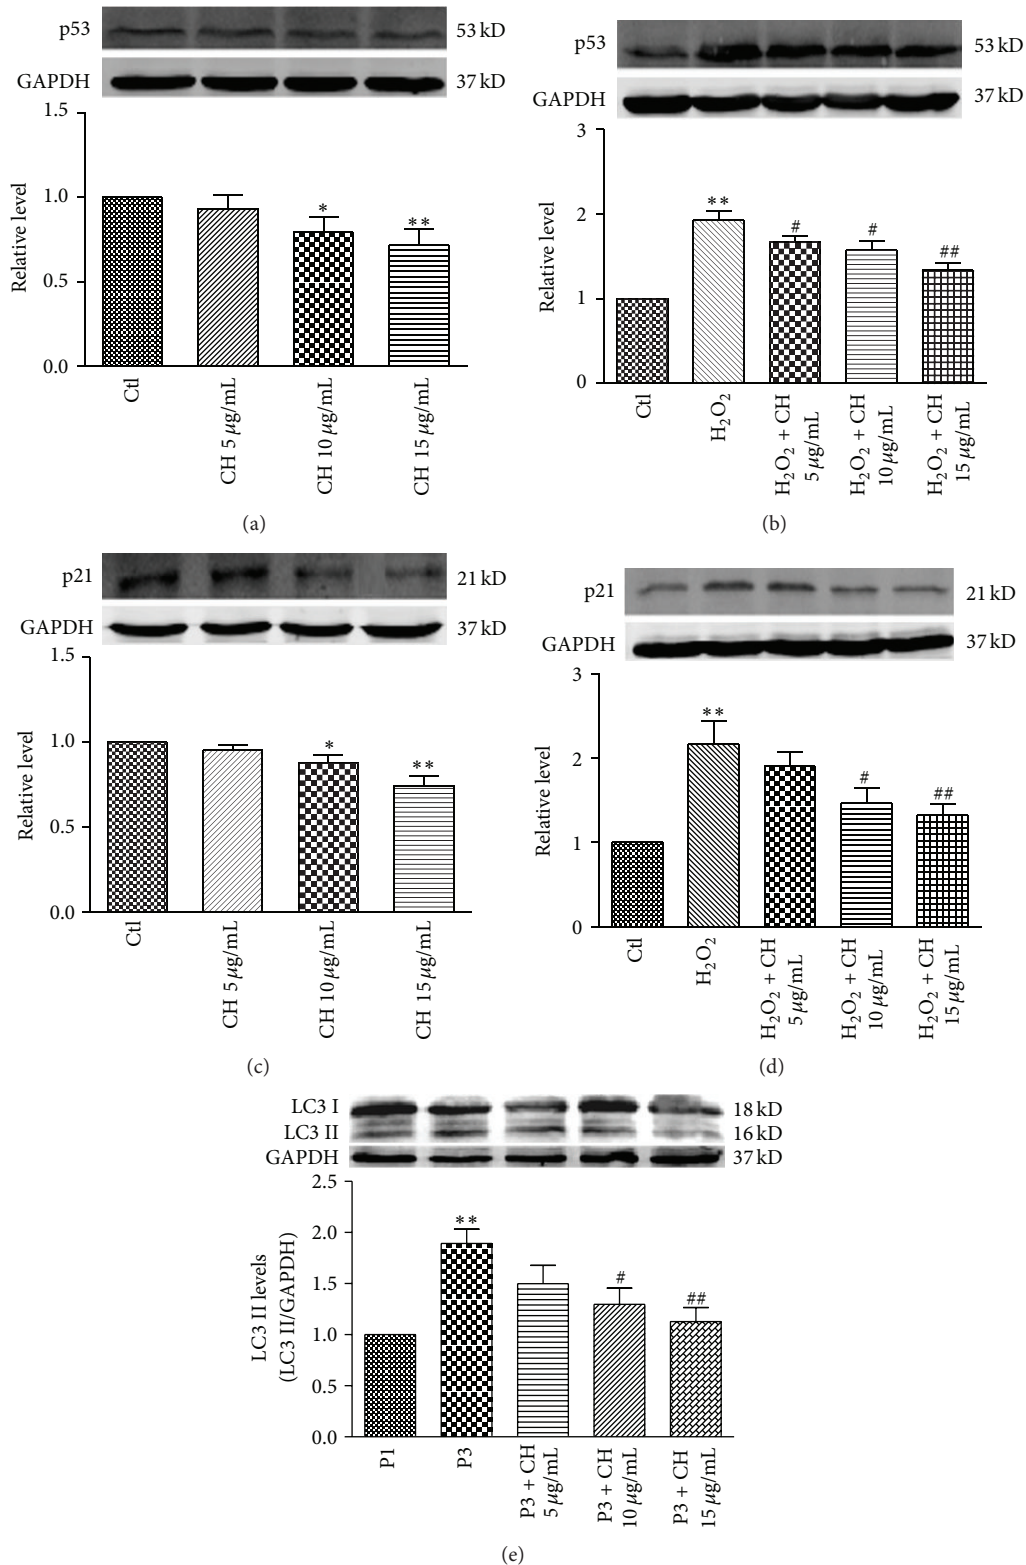 p53
53 kD
GAPDH
37 kD
1.5
1.0
0.5
0.0
Relative level
*
**
Ctl
CH 5 μg/mL
CH 10 μg/mL
CH 15 μg/mL
(a)
p53
53 kD
GAPDH
37 kD
3
2
1
0
Relative level
**
#
#
##
Ctl
H₂O₂
H₂O₂ + CH
5 μg/mL
H₂O₂ + CH
10 μg/mL
H₂O₂ + CH
15 μg/mL
(b)
p21
21 kD
GAPDH
37 kD
1.5
1.0
0.5
0.0
Relative level
*
**
Ctl
CH 5 μg/mL
CH 10 μg/mL
CH 15 μg/mL
(c)
p21
21 kD
GAPDH
37 kD
3
2
1
0
Relative level
**
#
##
Ctl
H₂O₂
H₂O₂ + CH
5 μg/mL
H₂O₂ + CH
10 μg/mL
H₂O₂ + CH
15 μg/mL
(d)
LC3 I
18 kD
LC3 II
16 kD
GAPDH
37 kD
2.5
2.0
1.5
1.0
0.5
0.0
LC3 II levels
(LC3 II/GAPDH)
**
#
##
P1
P3
P3 + CH
5 μg/mL
P3 + CH
10 μg/mL
P3 + CH
15 μg/mL
(e)